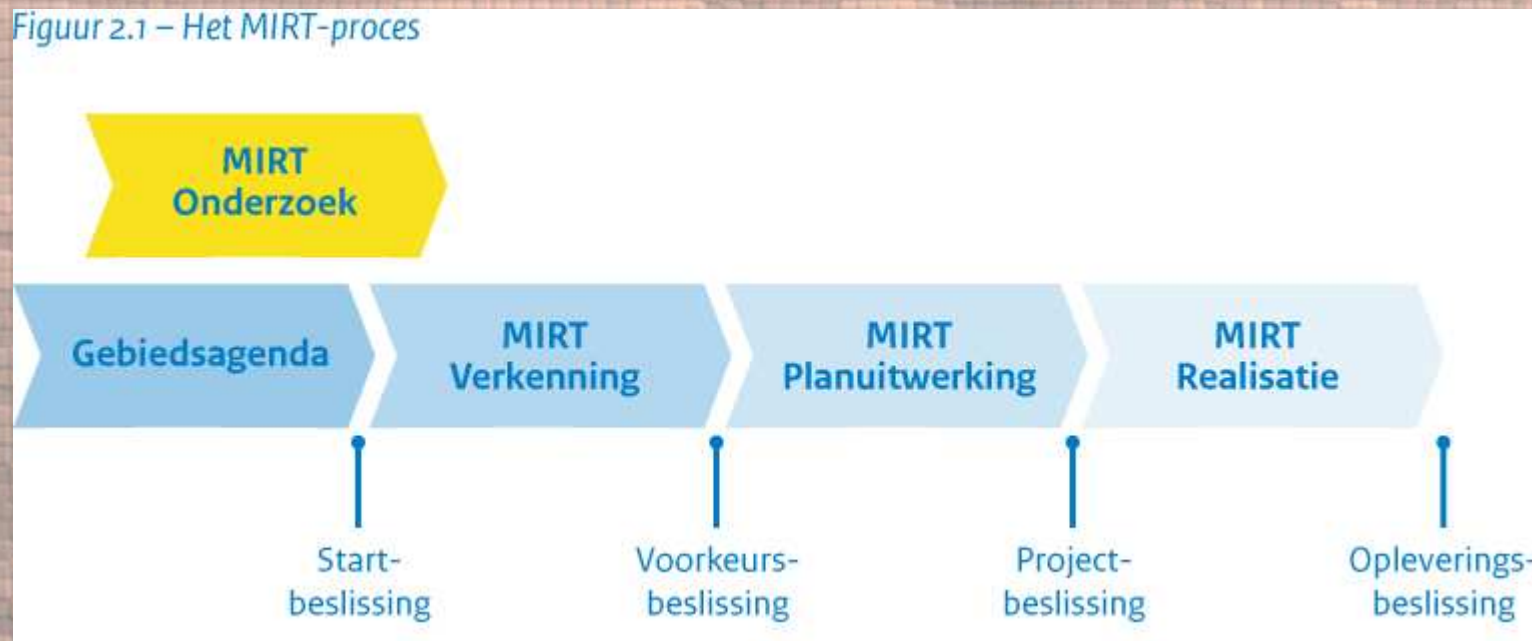 Figuur 2.1 – Het MIRT-proces
MIRT
Onderzoek
Gebiedsagenda
MIRT
Verkenning
MIRT
Planuitwerking
MIRT
Realisatie
Start-
beslissing
Voorkeurs-
beslissing
Project-
beslissing
Opleverings-
beslissing